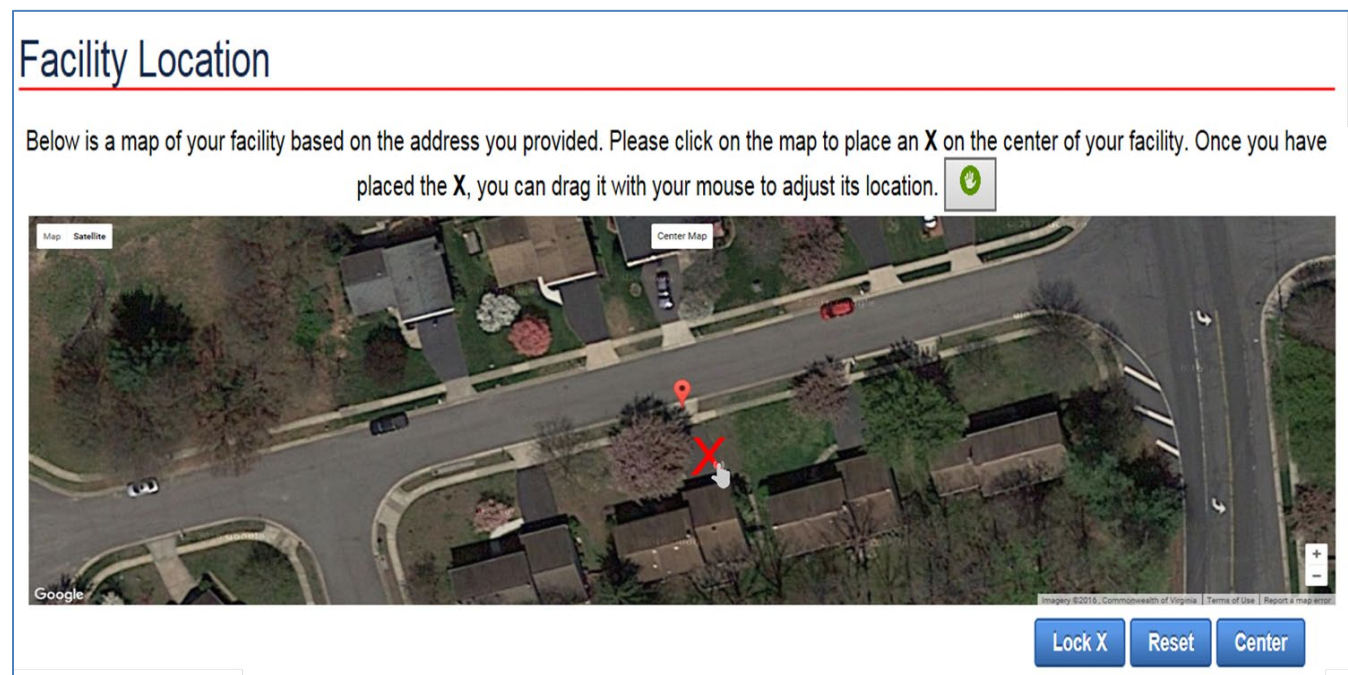 Facility Location
Below is a map of your facility based on the address you provided. Please click on the map to place an X on the center of your facility. Once you have
placed the X, you can drag it with your mouse to adjust its location.
Map Satellite
Center Map
X
+
−
Google
Imagery ©2016 , Commonwealth of Virginia Terms of Use Report a map error
Lock X Reset Center